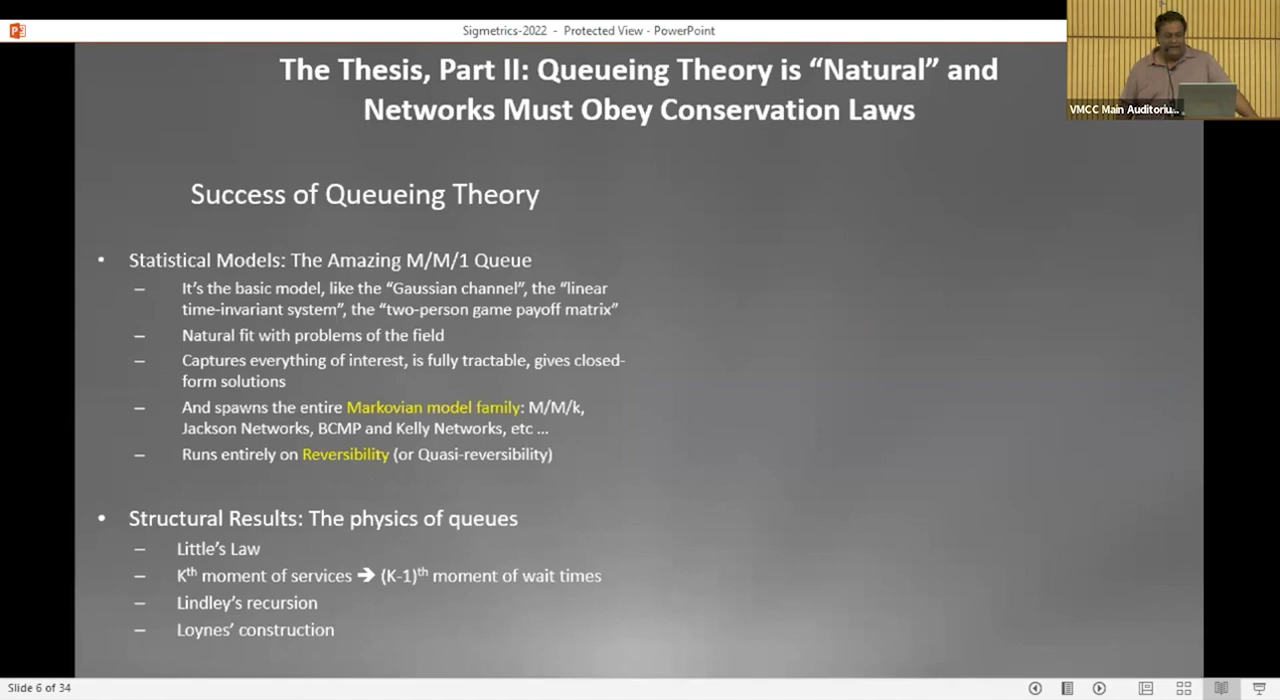 Sigmetrics-2022 - Protected View - PowerPoint
VMCC Main Auditoriu...
The Thesis, Part II: Queueing Theory is “Natural” and
Networks Must Obey Conservation Laws
Success of Queueing Theory
• Statistical Models: The Amazing M/M/1 Queue
– It’s the basic model, like the “Gaussian channel”, the “linear
time-invariant system”, the “two-person game payoff matrix”
– Natural fit with problems of the field
– Captures everything of interest, is fully tractable, gives closed-
form solutions
– And spawns the entire Markovian model family: M/M/k,
Jackson Networks, BCMP and Kelly Networks, etc ...
– Runs entirely on Reversibility (or Quasi-reversibility)
• Structural Results: The physics of queues
– Little’s Law
– Kth moment of services ➔ (K-1)th moment of wait times
– Lindley’s recursion
– Loynes’ construction
Slide 6 of 34